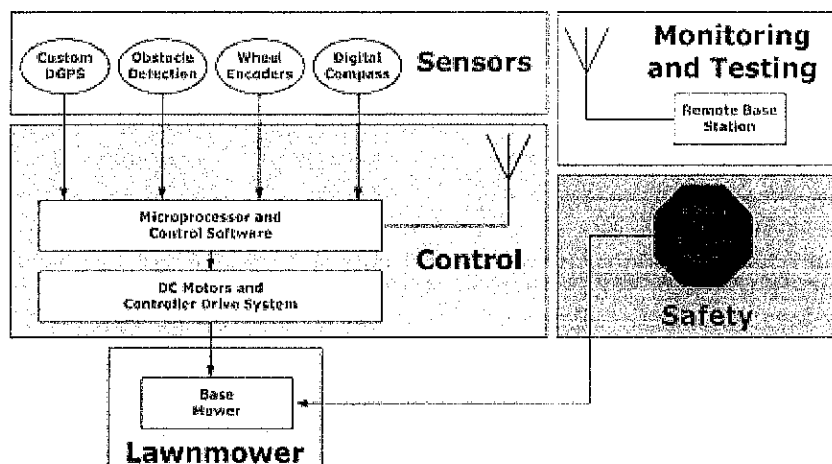 Custom
DGPS
Obstacle
Detection
Wheel
Encoders
Digital
Compass
Sensors
Monitoring
and Testing
Remote Base
Station
Microprocessor and
Control Software
Control
DC Motors and
Controller Drive System
Safety
Base
Mower
Lawnmower